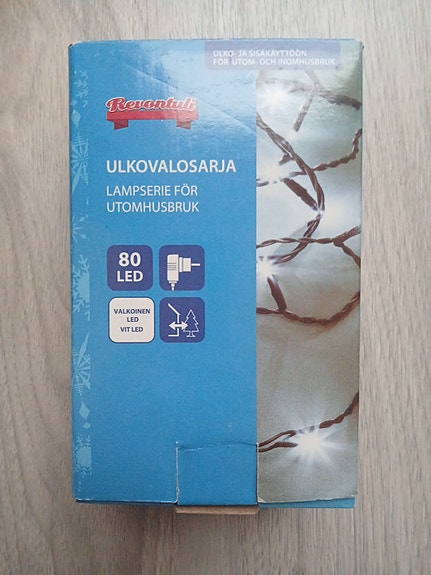 ULKO- JA SISÄKÄYTTÖÖN
FÖR UTOM- OCH INOMHUSBRUK
Revontuli
ULKOVALOSARJA
LAMPSERIE FÖR
UTOMHUSBRUK
80
LED
VALKOINEN
LED
VIT LED